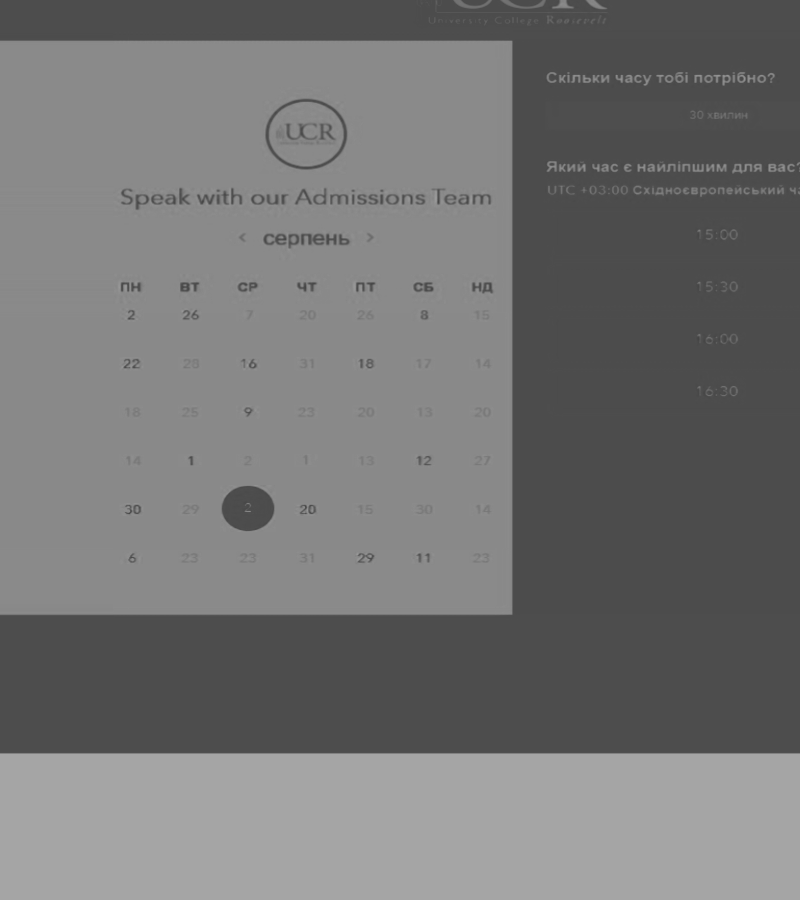 UCR
University College Roosevelt
UCR
Speak with our Admissions Team
< серпень >
ПН ВТ СР ЧТ ПТ СБ НД
2 26 7 20 26 8 15
22 28 16 31 18 17 14
18 25 9 23 20 13 20
14 1 2 1 13 12 27
30 29 2 20 15 30 14
6 23 23 31 29 11 23
Скільки часу тобі потрібно?
30 хвилин
Який час є найліпшим для вас?
UTC +03:00 Східноєвропейський
15:00
15:30
16:00
16:30